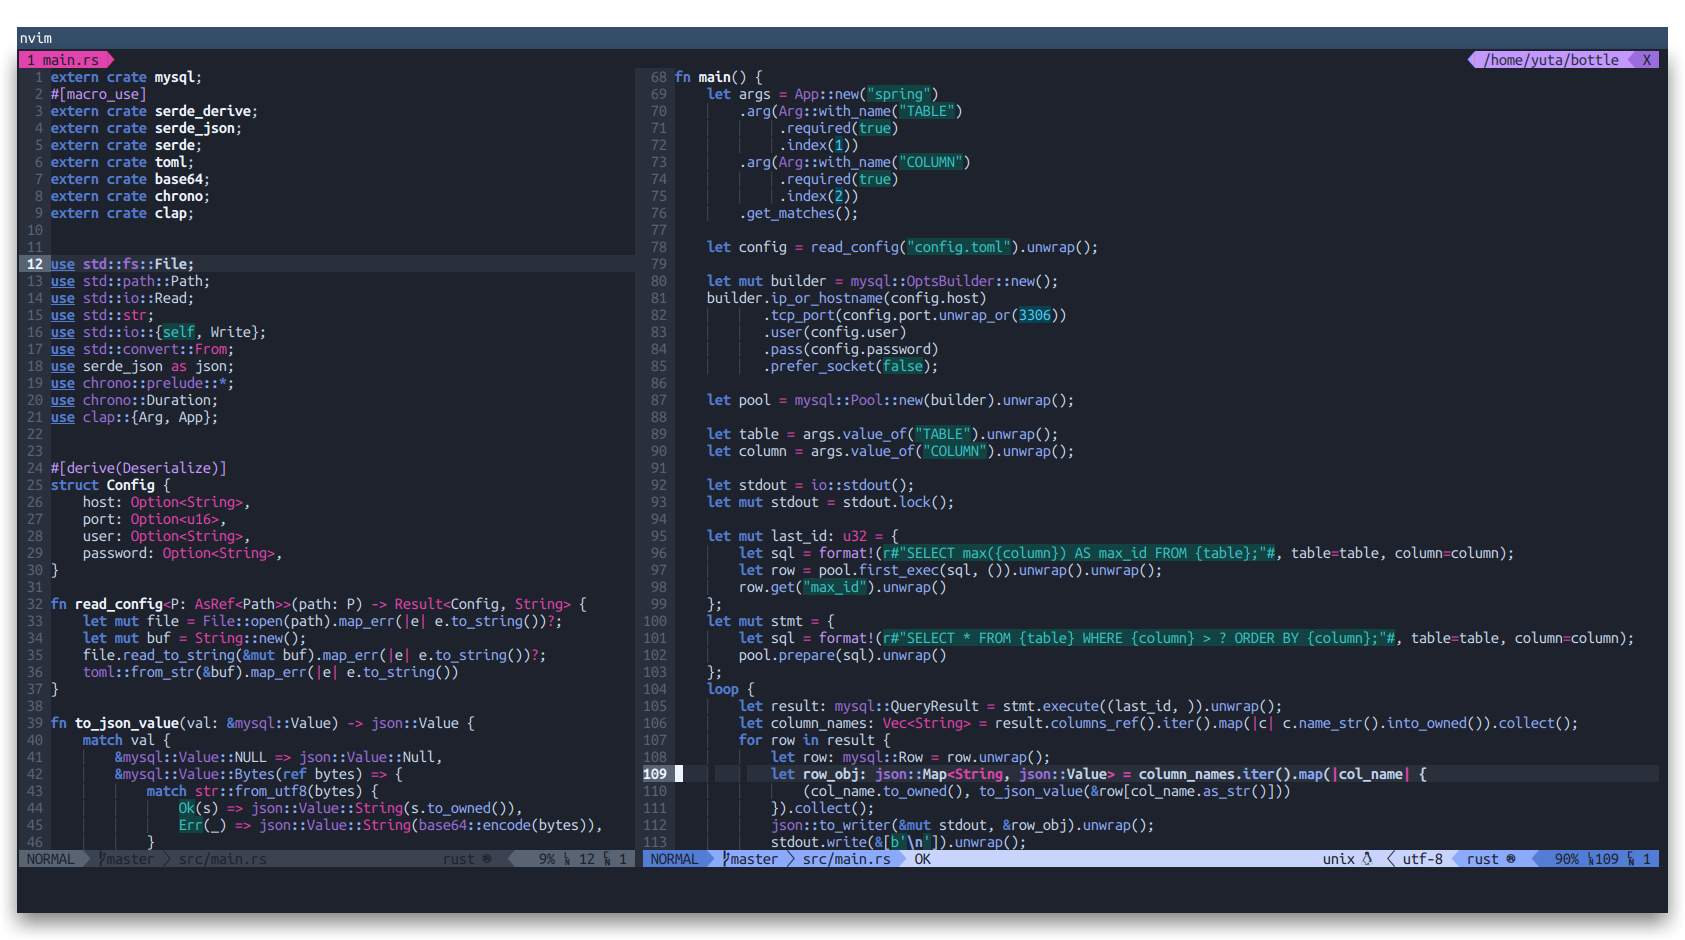 nvim
1 main.rs
/home/yuta/bottle X
1 extern crate mysql;
2 #[macro_use]
3 extern crate serde_derive;
4 extern crate serde_json;
5 extern crate serde;
6 extern crate toml;
7 extern crate base64;
8 extern crate chrono;
9 extern crate clap;
10
11
12 use std::fs::File;
13 use std::path::Path;
14 use std::io::Read;
15 use std::str;
16 use std::io::{self, Write};
17 use std::convert::From;
18 use serde_json as json;
19 use chrono::prelude::*;
20 use chrono::Duration;
21 use clap::{Arg, App};
22
23
24 #[derive(Deserialize)]
25 struct Config {
26     host: Option<String>,
27     port: Option<u16>,
28     user: Option<String>,
29     password: Option<String>,
30 }
31
32 fn read_config<P: AsRef<Path>>(path: P) -> Result<Config, String> {
33     let mut file = File::open(path).map_err(|e| e.to_string())?;
34     let mut buf = String::new();
35     file.read_to_string(&mut buf).map_err(|e| e.to_string())?;
36     toml::from_str(&buf).map_err(|e| e.to_string())
37 }
38
39 fn to_json_value(val: &mysql::Value) -> json::Value {
40     match val {
41         &mysql::Value::NULL => json::Value::Null,
42         &mysql::Value::Bytes(ref bytes) => {
43             match str::from_utf8(bytes) {
44                 Ok(s) => json::Value::String(s.to_owned()),
45                 Err(_) => json::Value::String(base64::encode(bytes)),
46             }
NORMAL master src/main.rs rust 9% 12 1
68 fn main() {
69     let args = App::new("spring")
70         .arg(Arg::with_name("TABLE")
71             .required(true)
72             .index(1))
73         .arg(Arg::with_name("COLUMN")
74             .required(true)
75             .index(2))
76         .get_matches();
77
78     let config = read_config("config.toml").unwrap();
79
80     let mut builder = mysql::OptsBuilder::new();
81     builder.ip_or_hostname(config.host)
82            .tcp_port(config.port.unwrap_or(3306))
83            .user(config.user)
84            .pass(config.password)
85            .prefer_socket(false);
86
87     let pool = mysql::Pool::new(builder).unwrap();
88
89     let table = args.value_of("TABLE").unwrap();
90     let column = args.value_of("COLUMN").unwrap();
91
92     let stdout = io::stdout();
93     let mut stdout = stdout.lock();
94
95     let mut last_id: u32 = {
96         let sql = format!(r#"SELECT max({column}) AS max_id FROM {table};"#, table=table, column=column);
97         let row = pool.first_exec(sql, ()).unwrap().unwrap();
98         row.get("max_id").unwrap()
99     };
100     let mut stmt = {
101         let sql = format!(r#"SELECT * FROM {table} WHERE {column} > ? ORDER BY {column};"#, table=table, column=column);
102         pool.prepare(sql).unwrap()
103     };
104     loop {
105         let result: mysql::QueryResult = stmt.execute((last_id, )).unwrap();
106         let column_names: Vec<String> = result.columns_ref().iter().map(|c| c.name_str().into_owned()).collect();
107         for row in result {
108             let row: mysql::Row = row.unwrap();
109             let row_obj: json::Map<String, json::Value> = column_names.iter().map(|col_name| {
110                 (col_name.to_owned(), to_json_value(&row[col_name.as_str()]))
111             }).collect();
112             json::to_writer(&mut stdout, &row_obj).unwrap();
113             stdout.write(&[b'\n']).unwrap();
NORMAL master src/main.rs OK unix utf-8 rust 90% 109 1